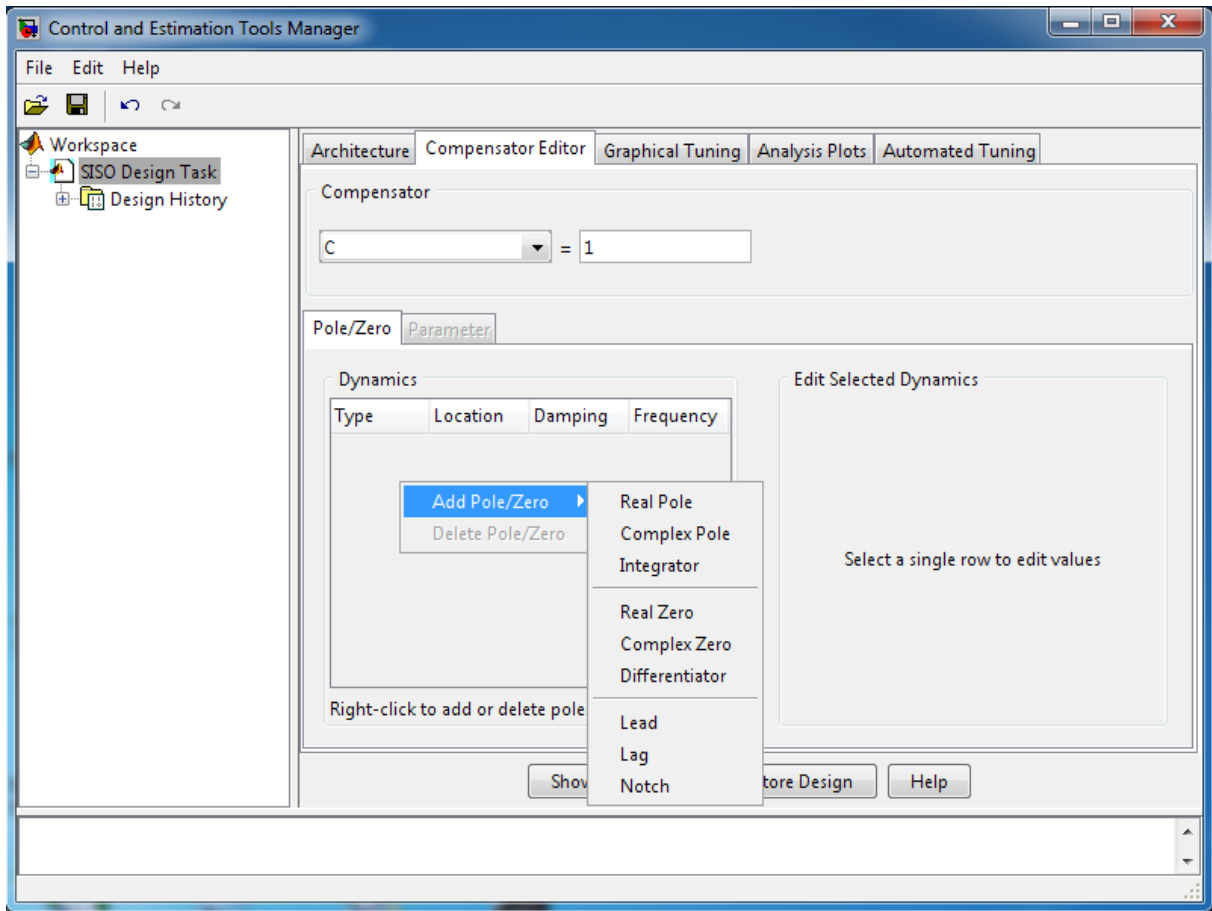 Control and Estimation Tools Manager
File Edit Help
Workspace
SISO Design Task
Design History
Architecture Compensator Editor Graphical Tuning Analysis Plots Automated Tuning
Compensator
C = 1
Pole/Zero Parameter
Dynamics
Type Location Damping Frequency
Add Pole/Zero
Delete Pole/Zero
Real Pole
Complex Pole
Integrator
Real Zero
Complex Zero
Differentiator
Lead
Lag
Notch
Right-click to add or delete pole
Edit Selected Dynamics
Select a single row to edit values
Show tore Design Help